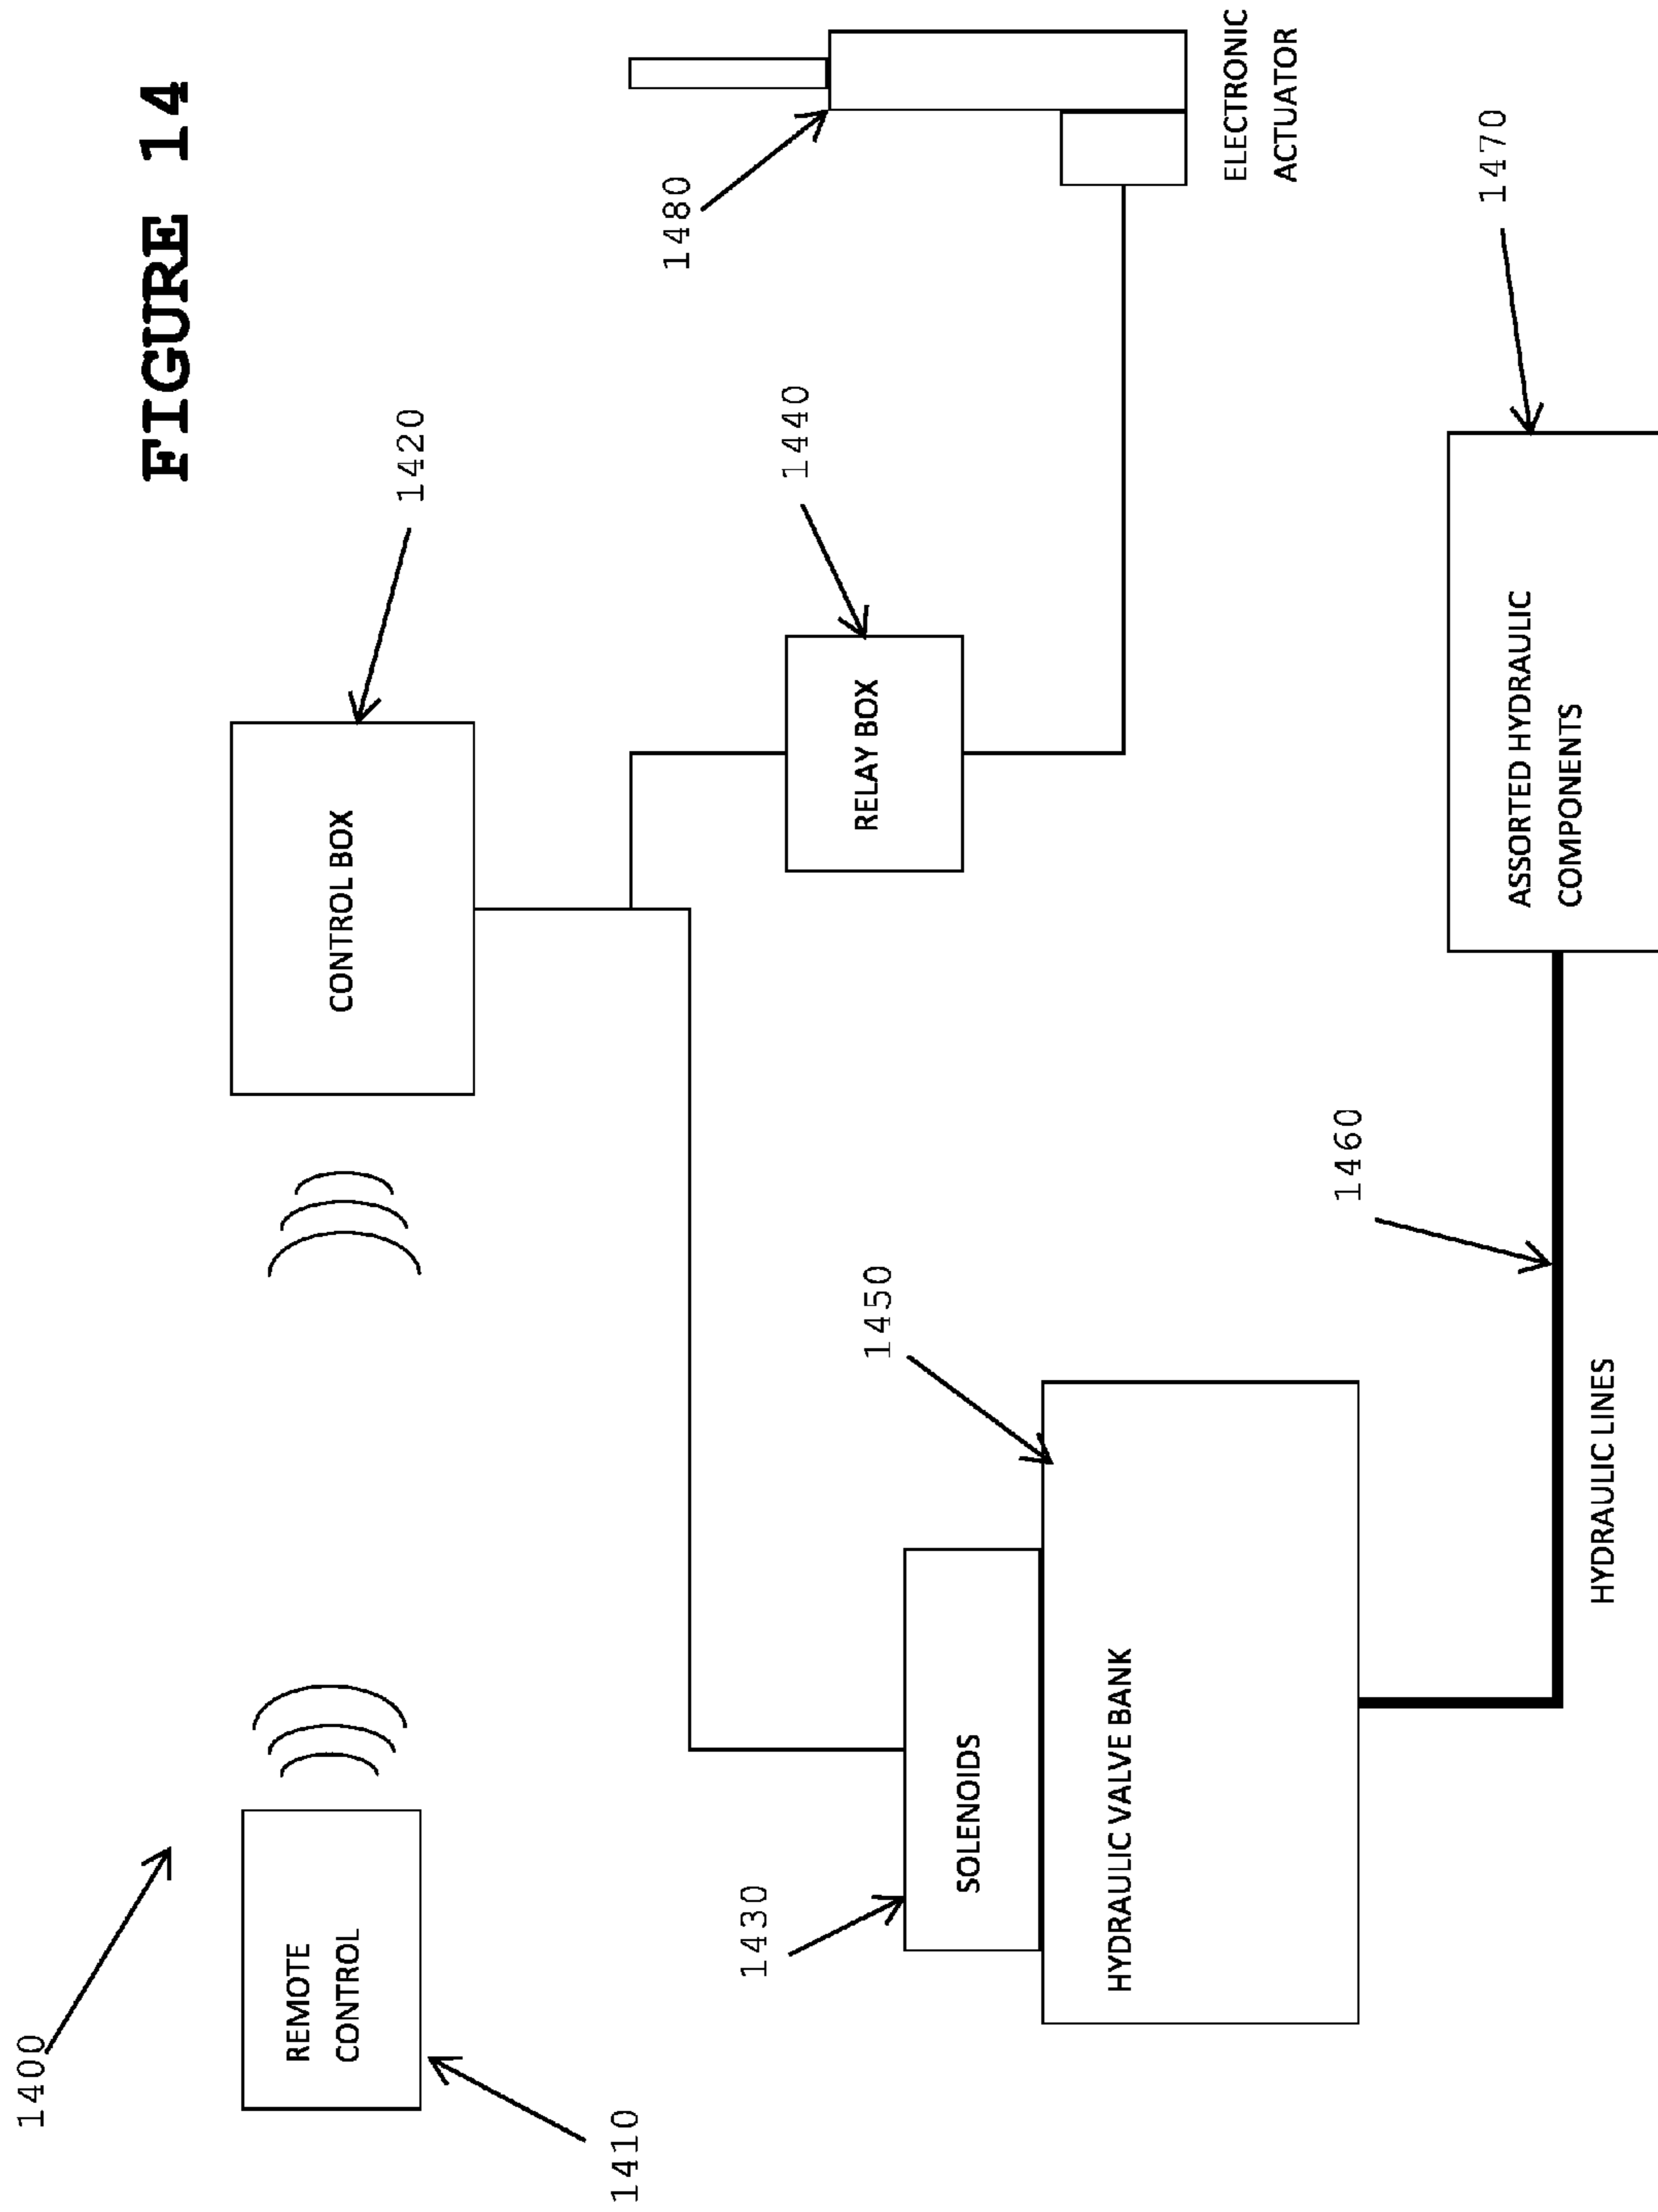 FIGURE 14
1400
REMOTE
CONTROL
1410
CONTROL BOX
1420
1430
SOLENOIDS
1450
HYDRAULIC VALVE BANK
RELAY BOX
1440
1480
ELECTRONIC
ACTUATOR
1460
HYDRAULIC LINES
ASSORTED HYDRAULIC
COMPONENTS
1470